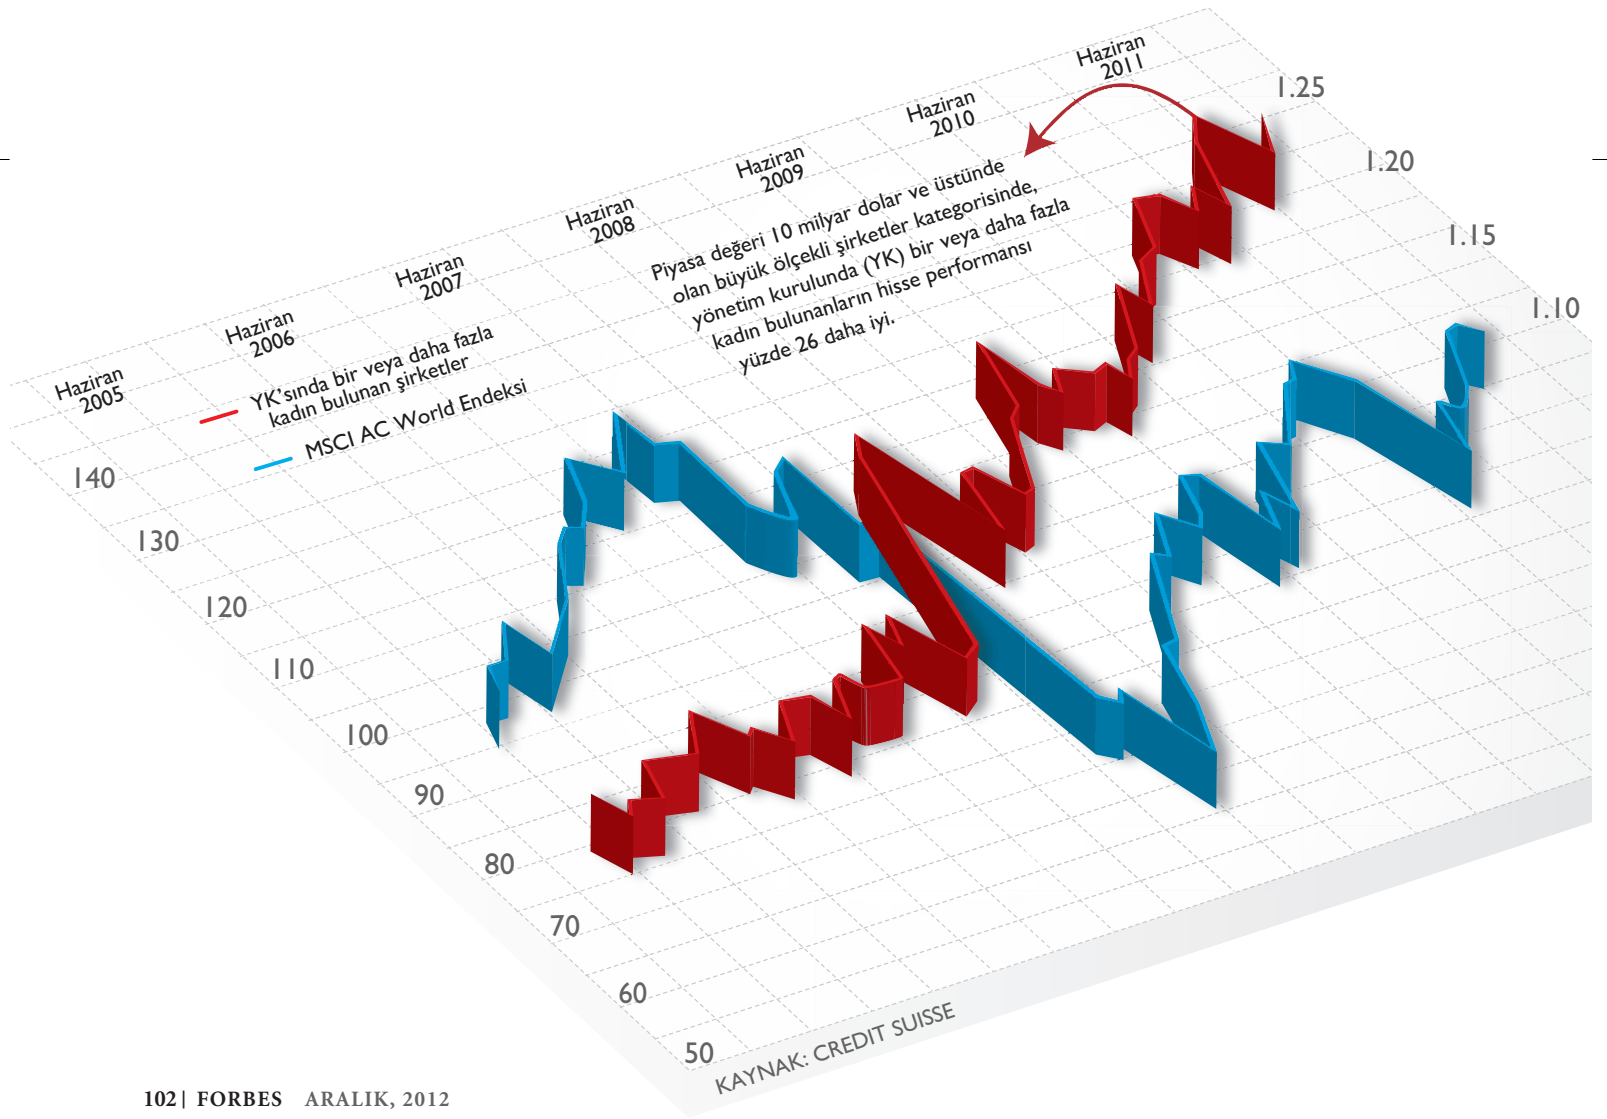 Haziran
2005
Haziran
2006
Haziran
2007
Haziran
2008
Haziran
2009
Haziran
2010
Haziran
2011
YK'sında bir veya daha fazla
kadın bulunan şirketler
MSCI AC World Endeksi
Piyasa değeri 10 milyar dolar ve üstünde
olan büyük ölçekli şirketler kategorisinde,
yönetim kurulunda (YK) bir veya daha fazla
kadın bulunanların hisse performansı
yüzde 26 daha iyi.
1.25
1.20
1.15
1.10
140
130
120
110
100
90
80
70
60
50
KAYNAK: CREDIT SUISSE
102| FORBES ARALIK, 2012